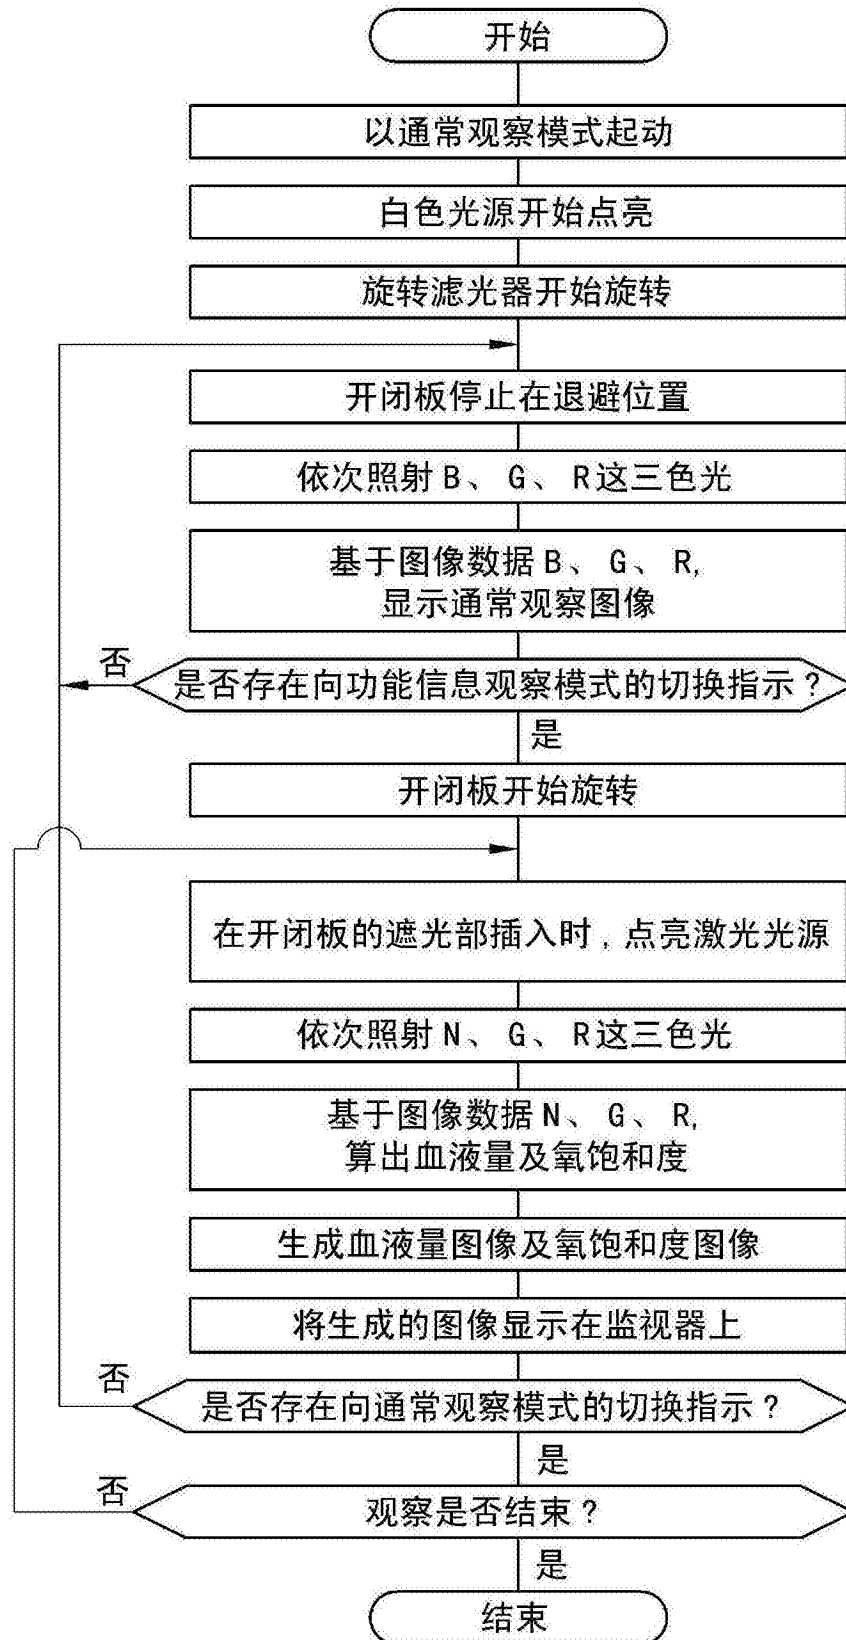 开始
以通常观察模式起动
白色光源开始点亮
旋转滤光器开始旋转
开闭板停止在退避位置
依次照射 B、 G、 R这三色光
基于图像数据 B、 G、 R,
显示通常观察图像
否
是否存在向功能信息观察模式的切换指示?
是
开闭板开始旋转
在开闭板的遮光部插入时,点亮激光光源
依次照射 N、 G、 R这三色光
基于图像数据 N、 G、 R,
算出血液量及氧饱和度
生成血液量图像及氧饱和度图像
将生成的图像显示在监视器上
否
是否存在向通常观察模式的切换指示?
是
否
观察是否结束?
是
结束